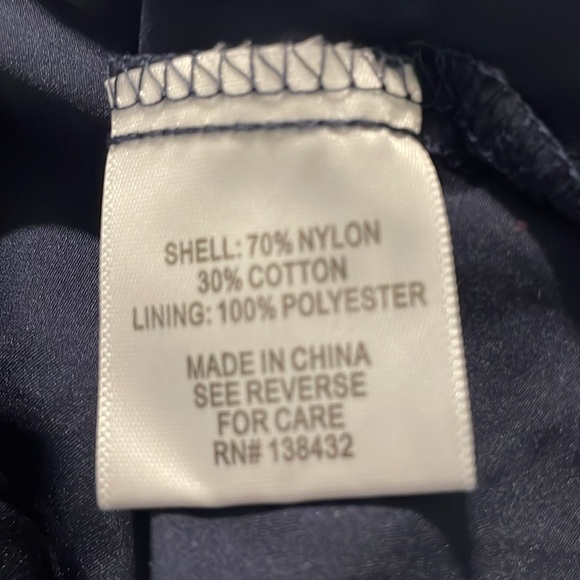 SHELL: 70% NYLON
30% COTTON
LINING: 100% POLYESTER
MADE IN CHINA
SEE REVERSE
FOR CARE
RN# 138432